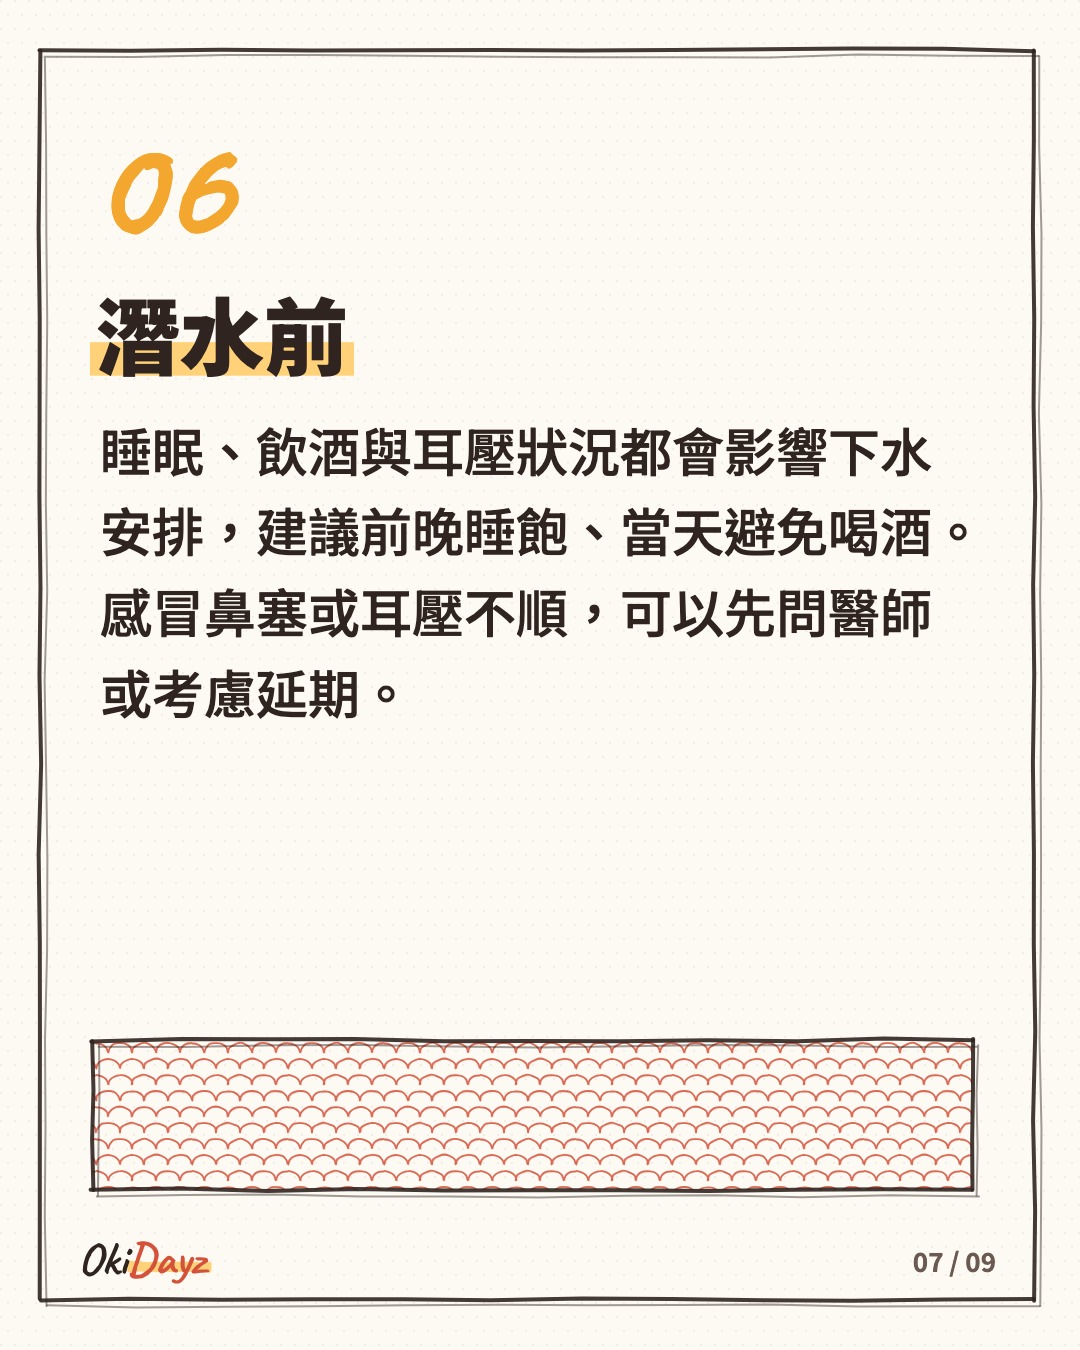 06
潛水前
睡眠、飲酒與耳壓狀況都會影響下水
安排，建議前晚睡飽、當天避免喝酒。
感冒鼻塞或耳壓不順，可以先問醫師
或考慮延期。
OkiDayz
07 / 09